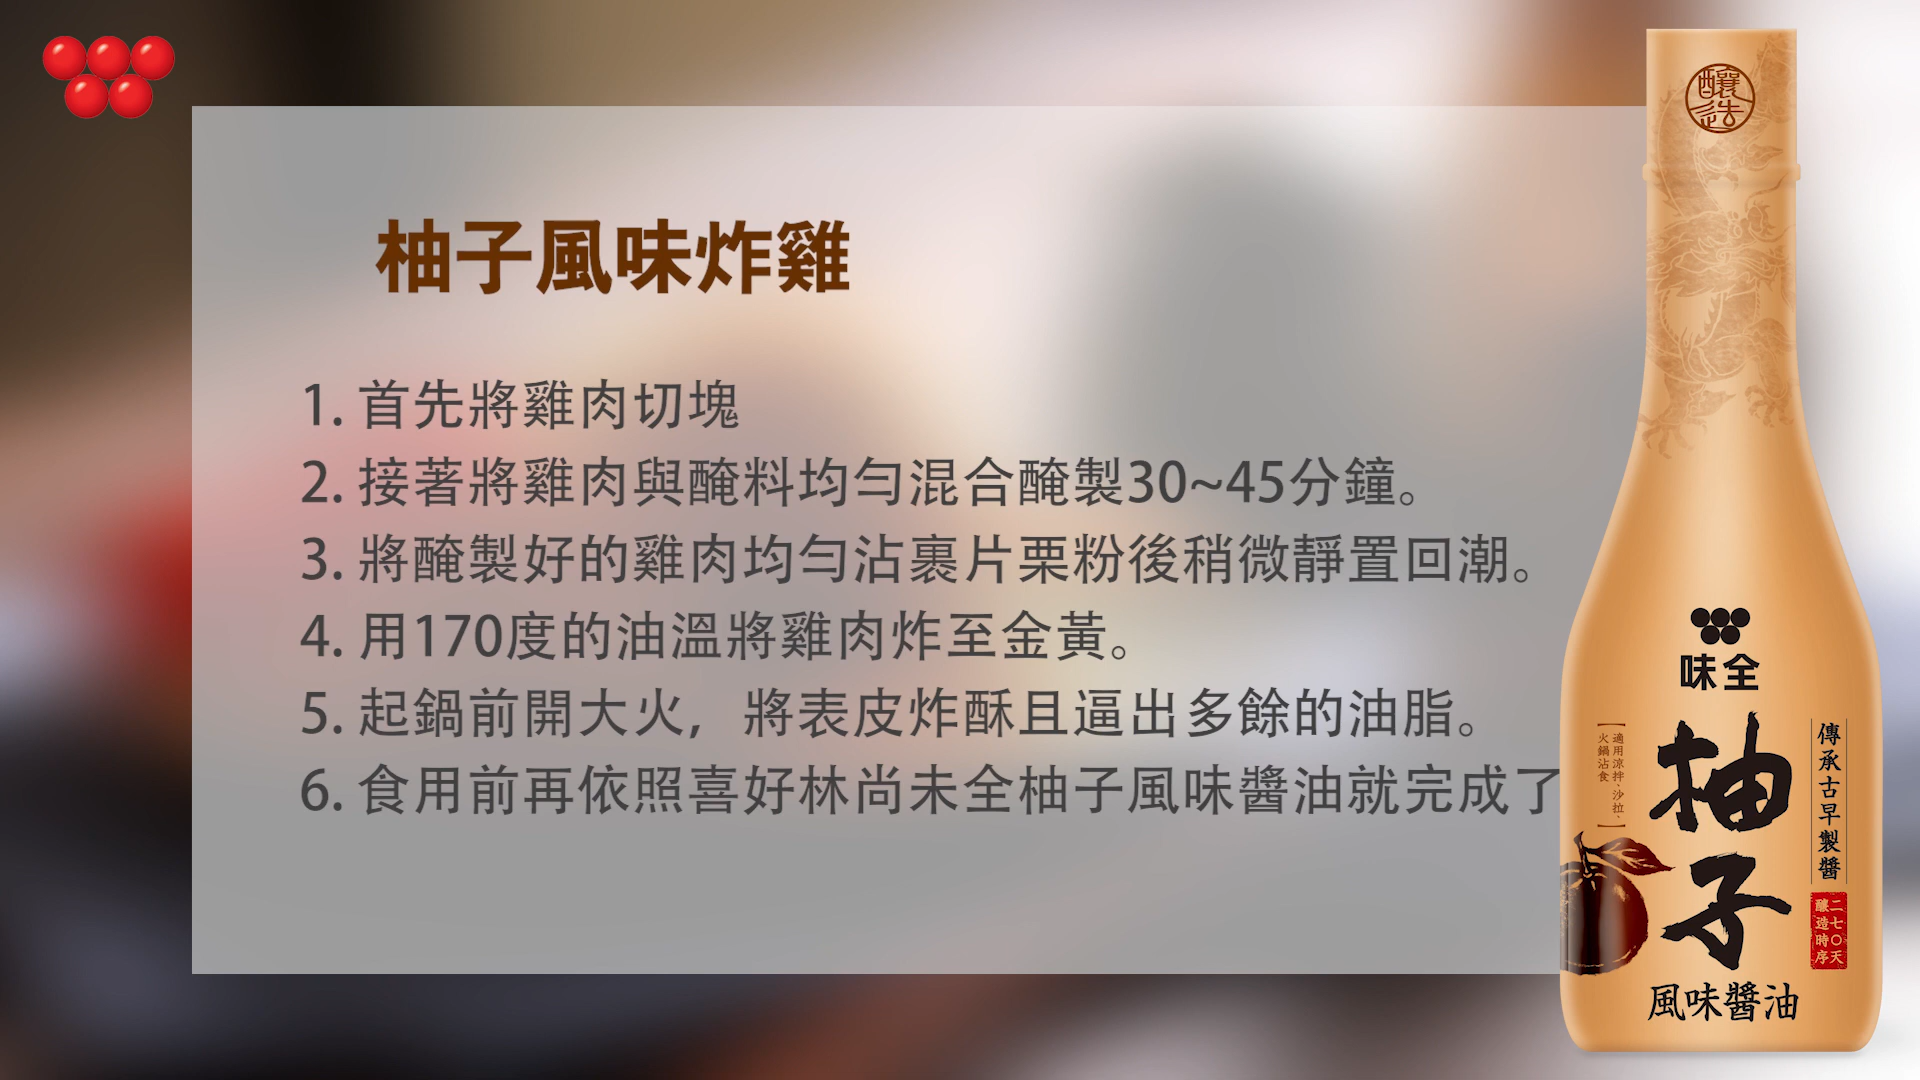 柚子風味炸雞
1. 首先將雞肉切塊
2. 接著將雞肉與醃料均勻混合醃製30~45分鐘。
3. 將醃製好的雞肉均勻沾裹片栗粉後稍微靜置回潮。
4. 用170度的油溫將雞肉炸至金黃。
5. 起鍋前開大火，將表皮炸酥且逼出多餘的油脂。
6. 食用前再依照喜好林尚未全柚子風味醬油就完成了
釀造
味全
柚子
風味醬油
傳承古早製醬
二七〇天
釀造時序
【適用涼拌、沙拉、
火鍋沾食】